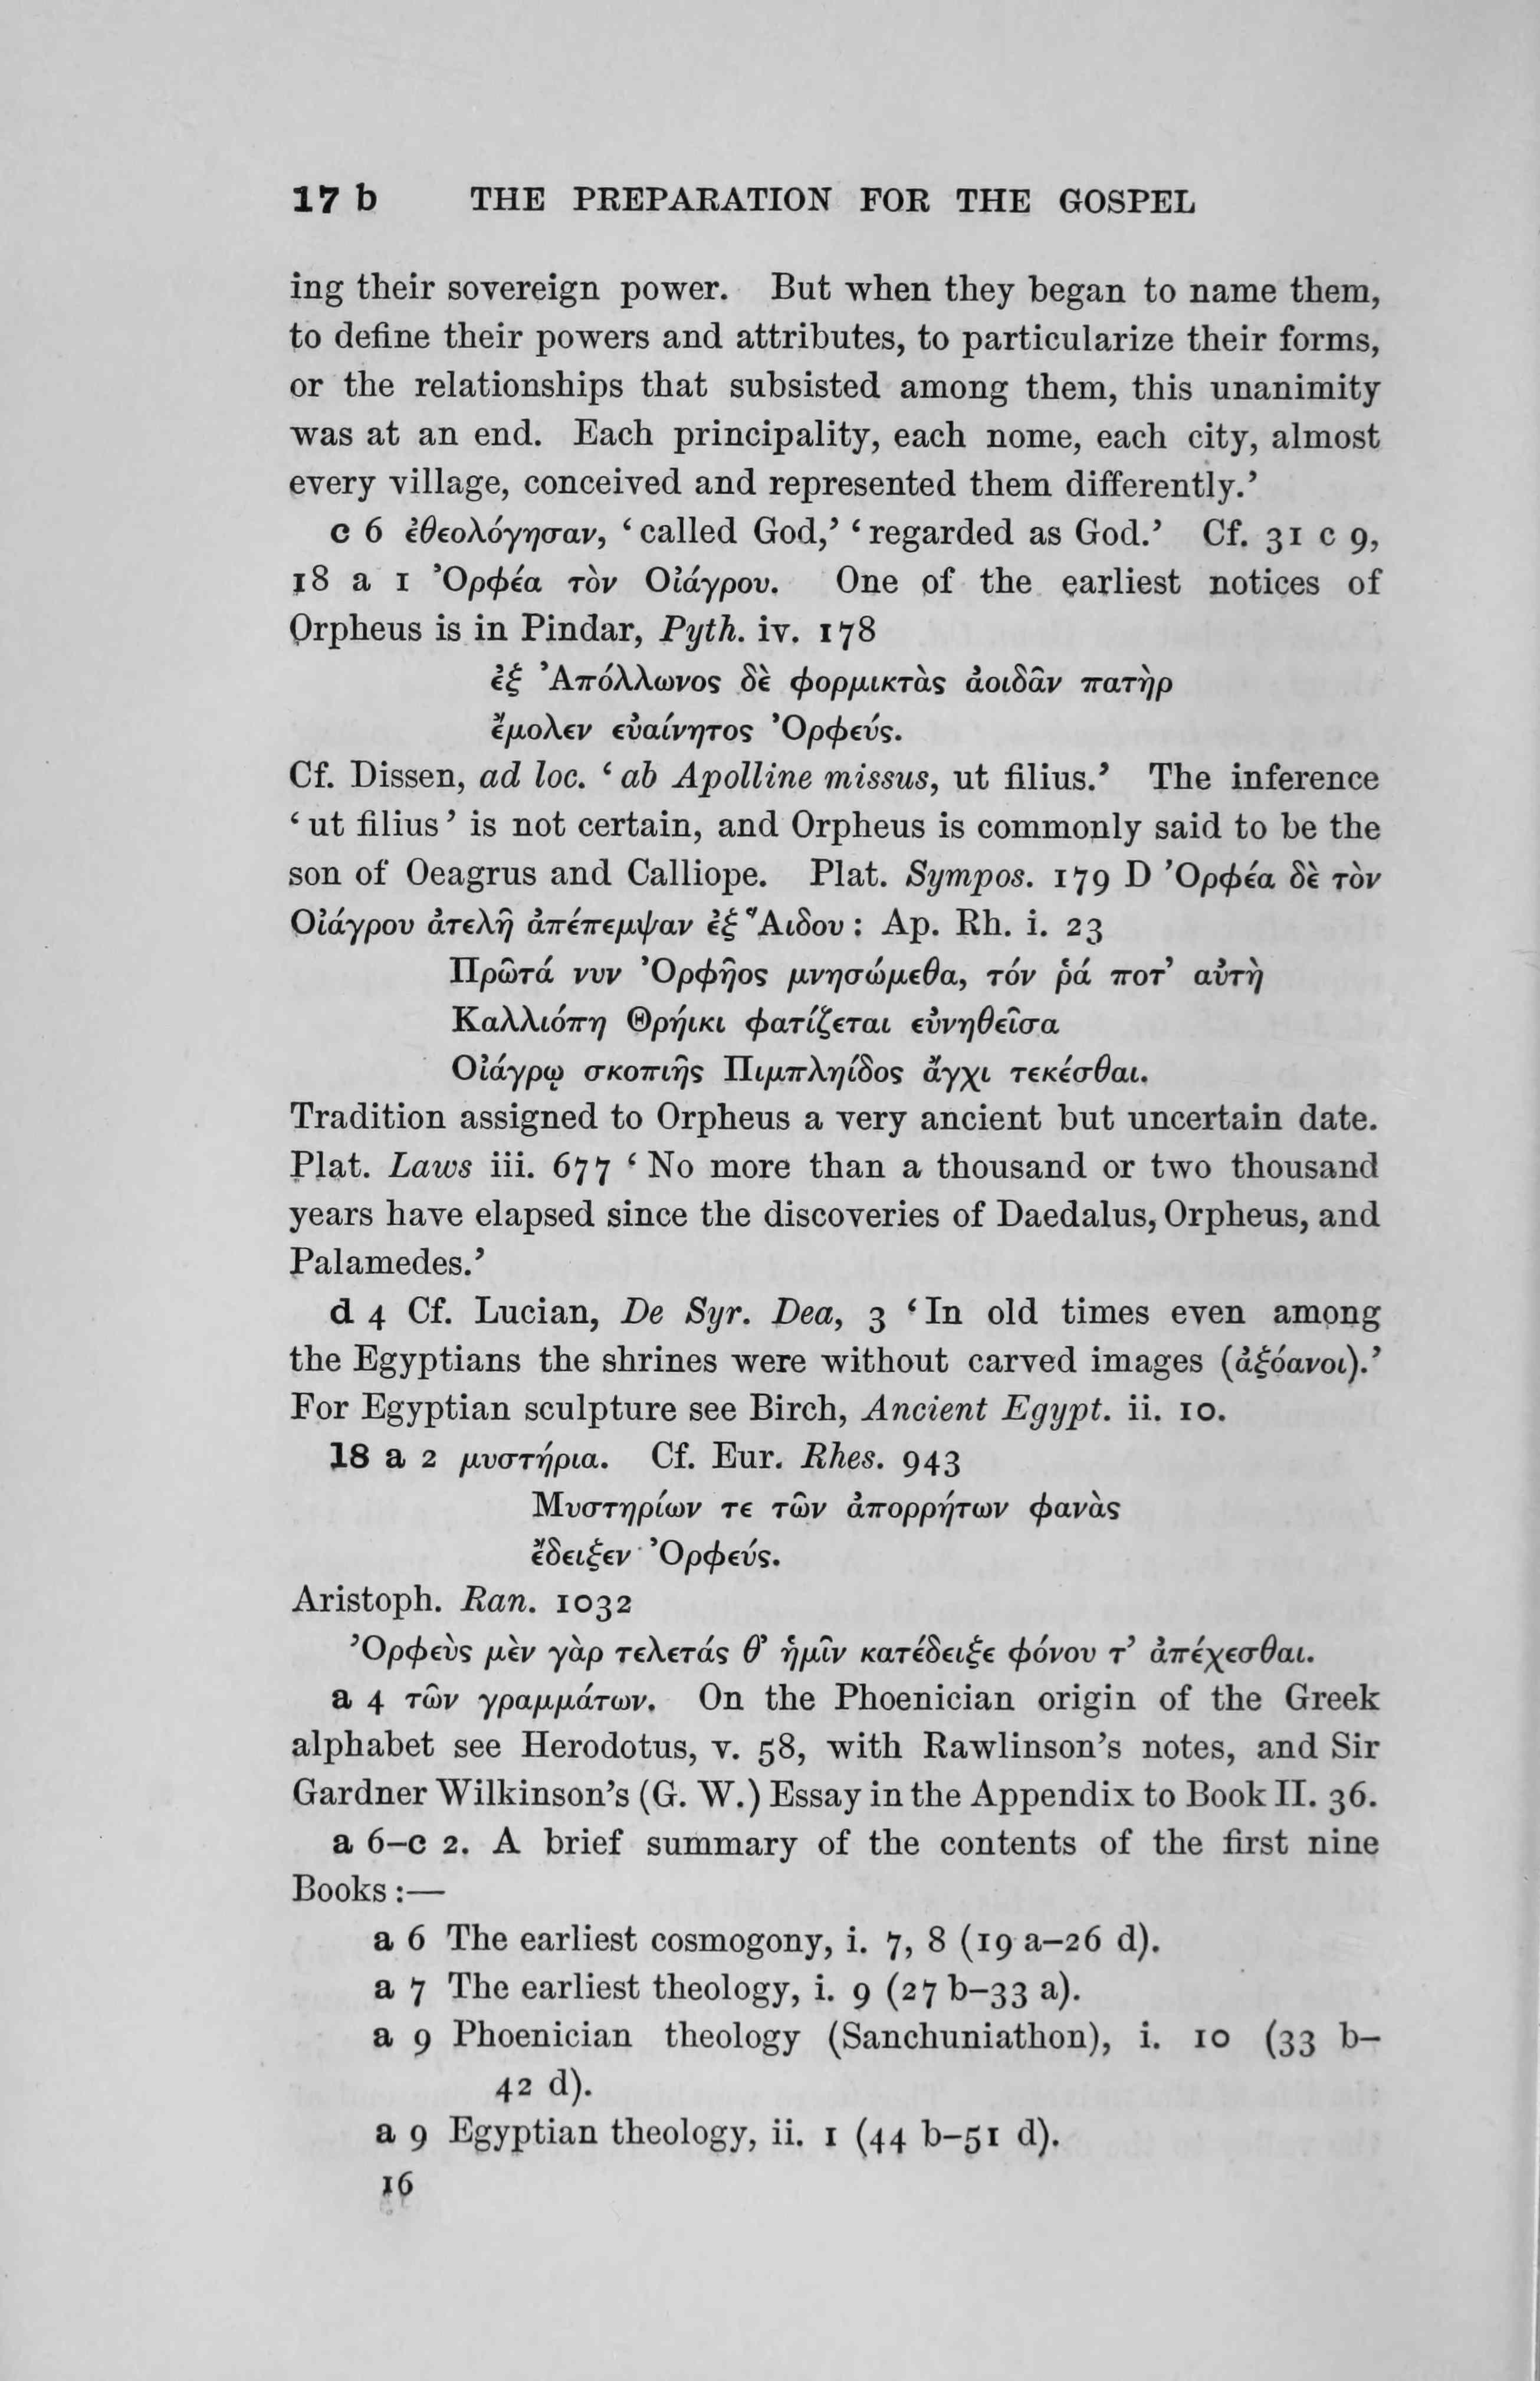 17 b THE PREPARATION FOR THE GOSPEL
ing their sovereign power. But when they began to name them,
to define their powers and attributes, to particularize their forms,
or the relationships that subsisted among them, this unanimity
was at an end. Each principality, each nome, each city, almost
every village, conceived and represented them differently.’
c 6 ἐθεολόγησαν, ‘called God,’ ‘regarded as God.’ Cf. 31 c 9,
18 a 1 Ὀρφέα τὸν Οἰάγρου. One of the earliest notices of
Orpheus is in Pindar, Pyth. iv. 178
ἐξ Ἀπόλλωνος δὲ φορμικτὰς ἀοιδᾶν πατὴρ
ἔμολεν εὐαίνητος Ὀρφεύς.
Cf. Dissen, ad loc. ‘ab Apolline missus, ut filius.’ The inference
‘ut filius’ is not certain, and Orpheus is commonly said to be the
son of Oeagrus and Calliope. Plat. Sympos. 179 D Ὀρφέα δὲ τὸν
Οἰάγρου ἀτελῆ ἀπέπεμψαν ἐξ Ἅιδου: Ap. Rh. i. 23
Πρῶτά νυν Ὀρφῆος μνησώμεθα, τόν ῥά ποτ’ αὐτὴ
Καλλιόπη Θρήικι φατίζεται εὐνηθεῖσα
Οἰάγρῳ σκοπιῆς Πιμπληίδος ἄγχι τεκέσθαι.
Tradition assigned to Orpheus a very ancient but uncertain date.
Plat. Laws iii. 677 ‘No more than a thousand or two thousand
years have elapsed since the discoveries of Daedalus, Orpheus, and
Palamedes.’
d 4 Cf. Lucian, De Syr. Dea, 3 ‘In old times even among
the Egyptians the shrines were without carved images (ἀξόανοι).’
For Egyptian sculpture see Birch, Ancient Egypt. ii. 10.
18 a 2 μυστήρια. Cf. Eur. Rhes. 943
Μυστηρίων τε τῶν ἀπορρήτων φανὰς
ἔδειξεν Ὀρφεύς.
Aristoph. Ran. 1032
Ὀρφεὺς μὲν γὰρ τελετάς θ’ ἡμῖν κατέδειξε φόνου τ’ ἀπέχεσθαι.
a 4 τῶν γραμμάτων. On the Phoenician origin of the Greek
alphabet see Herodotus, v. 58, with Rawlinson’s notes, and Sir
Gardner Wilkinson’s (G. W.) Essay in the Appendix to Book II. 36.
a 6–c 2. A brief summary of the contents of the first nine
Books:—
a 6 The earliest cosmogony, i. 7, 8 (19 a–26 d).
a 7 The earliest theology, i. 9 (27 b–33 a).
a 9 Phoenician theology (Sanchuniathon), i. 10 (33 b–
42 d).
a 9 Egyptian theology, ii. 1 (44 b–51 d).
16